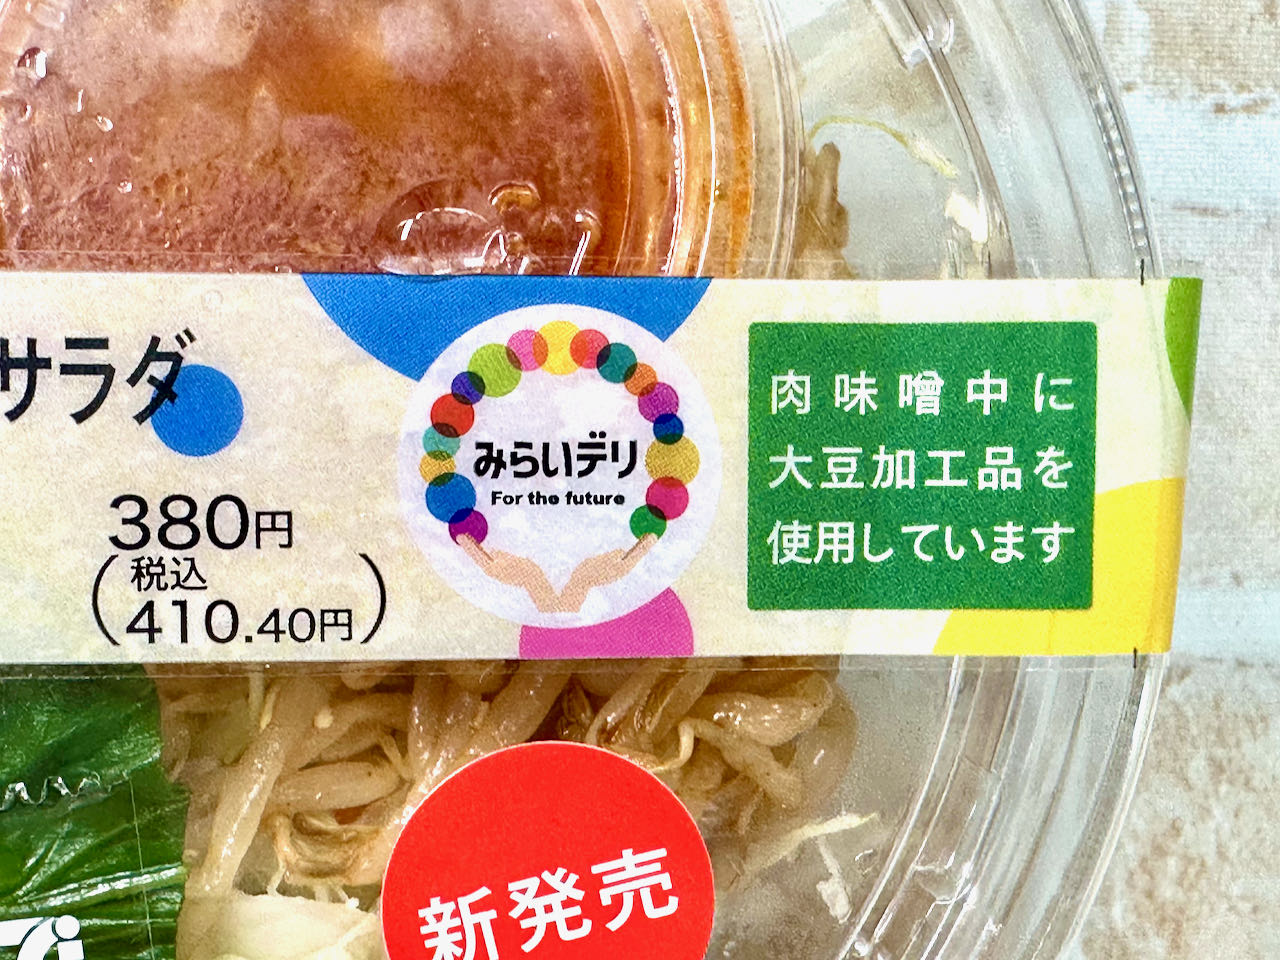 サラダ
380円
(税込
410.40円)
みらいデリ
For the future
肉味噌中に
大豆加工品を
使用しています
新発売